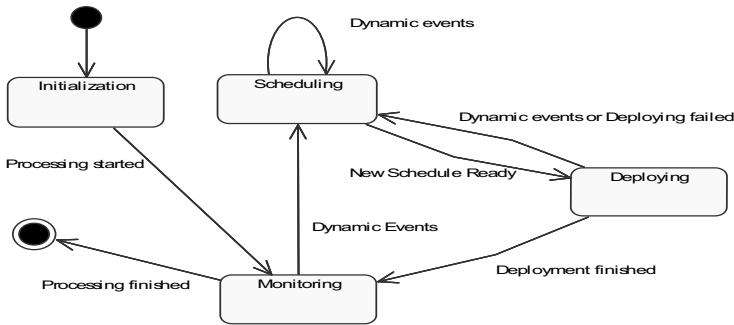 Dynamic events
Initialization
Scheduling
Dynamic events or Deploying failed
Processing started
New Schedule Ready
Deploying
Dynamic Events
Deployment finished
Processing finished
Monitoring